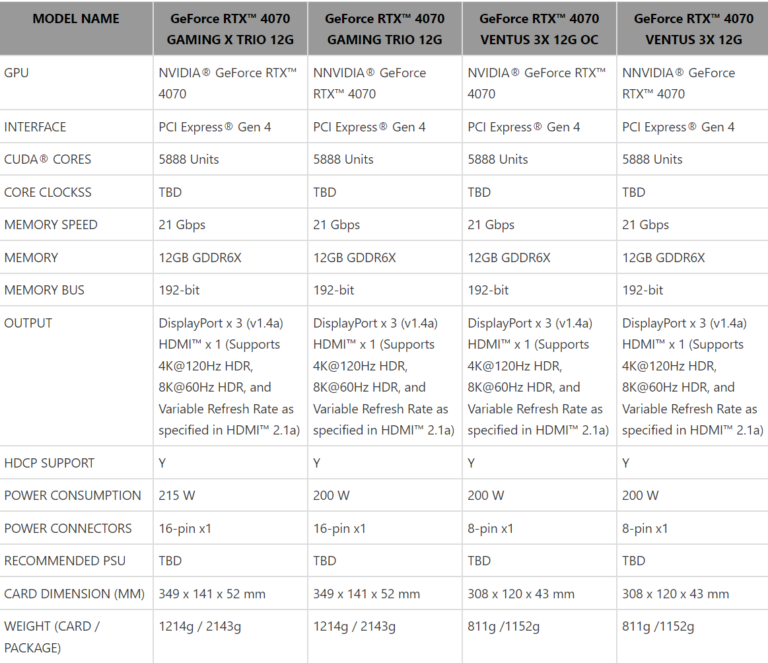 MODEL NAME
GeForce RTX™ 4070 GAMING X TRIO 12G
GeForce RTX™ 4070 GAMING TRIO 12G
GeForce RTX™ 4070 VENTUS 3X 12G OC
GeForce RTX™ 4070 VENTUS 3X 12G
GPU
NVIDIA® GeForce RTX™
4070
NNVIDIA® GeForce
RTX™ 4070
NVIDIA® GeForce RTX™
4070
NNVIDIA® GeForce
RTX™ 4070
INTERFACE
PCI Express® Gen 4
PCI Express® Gen 4
PCI Express® Gen 4
PCI Express® Gen 4
CUDA® CORES
5888 Units
5888 Units
5888 Units
5888 Units
CORE CLOCKSS
TBD
TBD
TBD
TBD
MEMORY SPEED
21 Gbps
21 Gbps
21 Gbps
21 Gbps
MEMORY
12GB GDDR6X
12GB GDDR6X
12GB GDDR6X
12GB GDDR6X
MEMORY BUS
192-bit
192-bit
192-bit
192-bit
OUTPUT
DisplayPort x 3 (v1.4a)
HDMI™ x 1 (Supports
4K@120Hz HDR,
8K@60Hz HDR, and
Variable Refresh Rate as
specified in HDMI™ 2.1a)
DisplayPort x 3 (v1.4a)
HDMI™ x 1 (Supports
4K@120Hz HDR,
8K@60Hz HDR, and
Variable Refresh Rate as
specified in HDMI™ 2.1a)
DisplayPort x 3 (v1.4a)
HDMI™ x 1 (Supports
4K@120Hz HDR,
8K@60Hz HDR, and
Variable Refresh Rate as
specified in HDMI™ 2.1a)
DisplayPort x 3 (v1.4a)
HDMI™ x 1 (Supports
4K@120Hz HDR,
8K@60Hz HDR, and
Variable Refresh Rate as
specified in HDMI™ 2.1a)
HDCP SUPPORT
Y
Y
Y
Y
POWER CONSUMPTION
215 W
200 W
200 W
200 W
POWER CONNECTORS
16-pin x1
16-pin x1
8-pin x1
8-pin x1
RECOMMENDED PSU
TBD
TBD
TBD
TBD
CARD DIMENSION (MM)
349 x 141 x 52 mm
349 x 141 x 52 mm
308 x 120 x 43 mm
308 x 120 x 43 mm
WEIGHT (CARD /
PACKAGE)
1214g / 2143g
1214g / 2143g
811g /1152g
811g /1152g